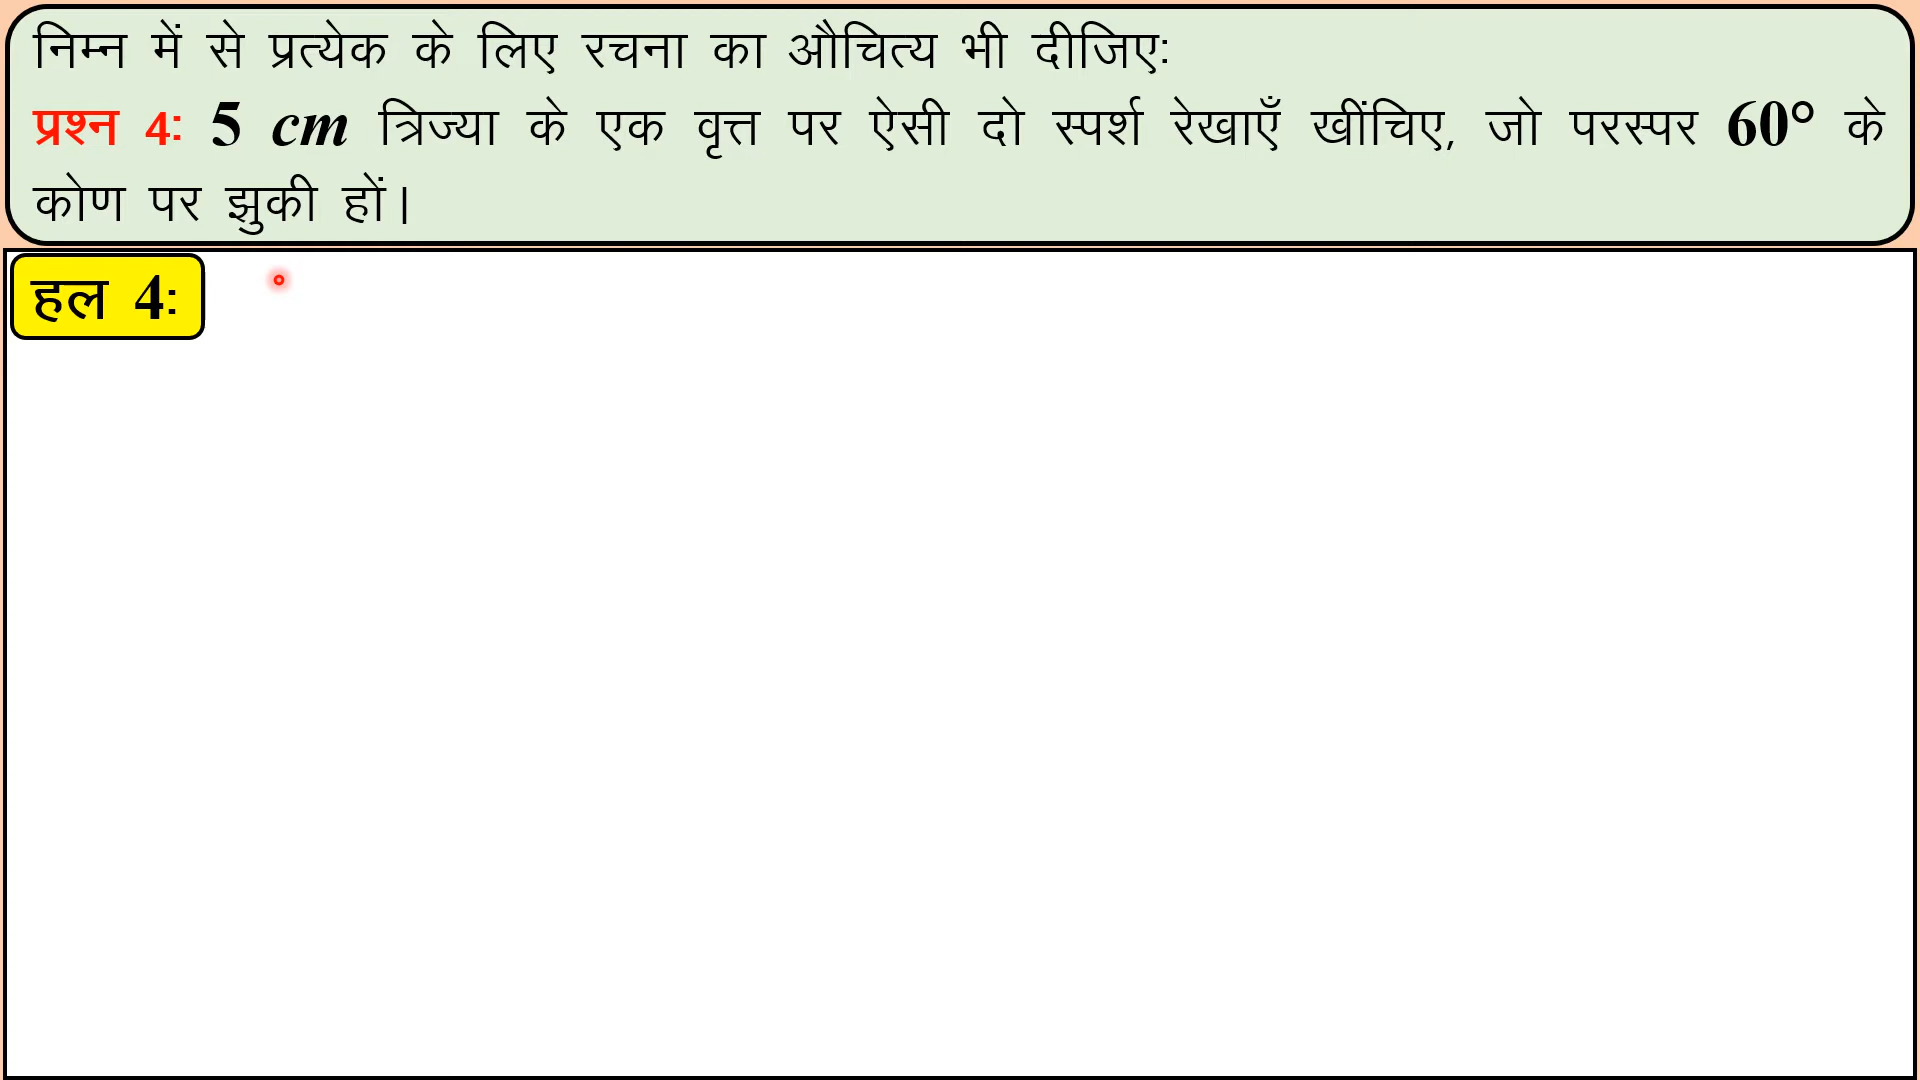 निम्न में से प्रत्येक के लिए रचना का औचित्य भी दीजिए:
प्रश्न 4: 5 cm त्रिज्या के एक वृत्त पर ऐसी दो स्पर्श रेखाएँ खींचिए, जो परस्पर 60° के
कोण पर झुकी हों।
हल 4: